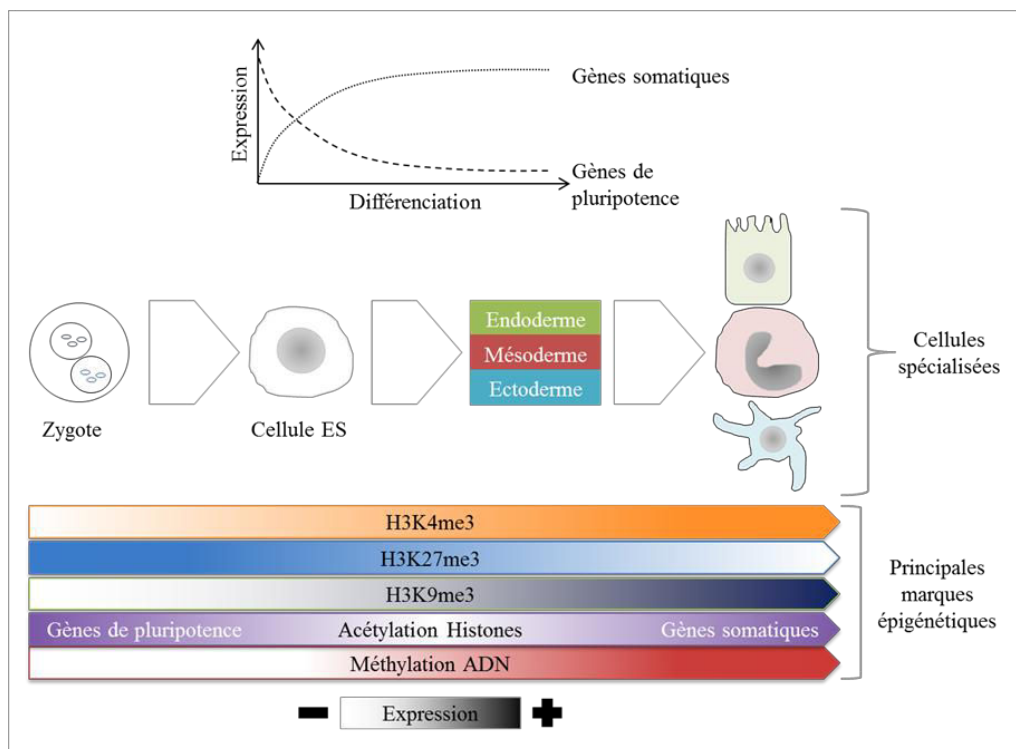 Expression
Gènes somatiques
Gènes de
pluripotence
Différenciation
Endoderme
Mésoderme
Ectoderme
Cellules
spécialisées
Zygote
Cellule ES
H3K4me3
H3K27me3
H3K9me3
Gènes de pluripotence Acétylation Histones Gènes somatiques
Méthylation ADN
Principales
marques
épigénétiques
Expression